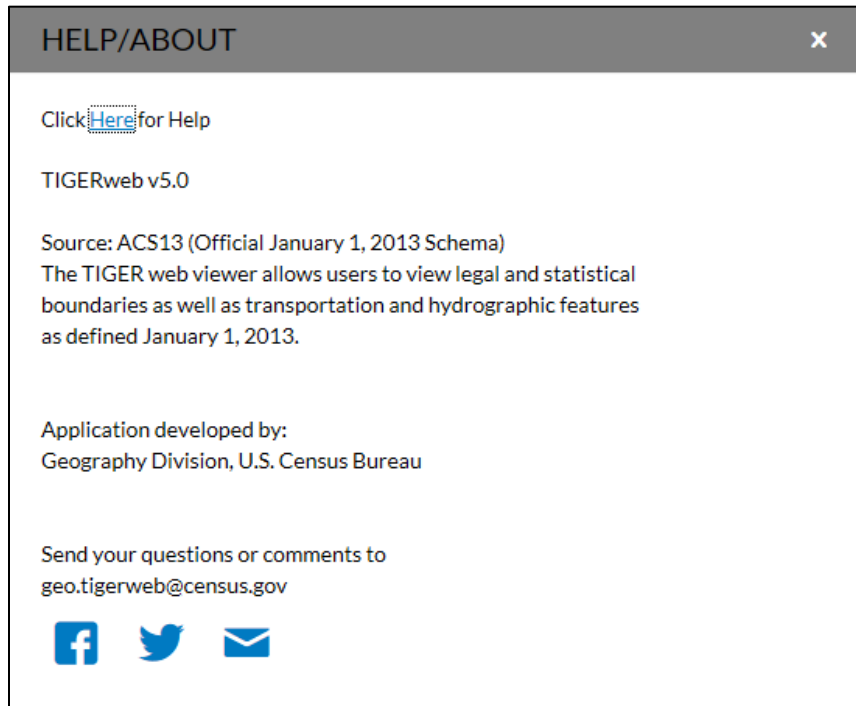 HELP/ABOUT
Click Here for Help
TIGERweb v5.0
Source: ACS13 (Official January 1, 2013 Schema)
The TIGER web viewer allows users to view legal and statistical
boundaries as well as transportation and hydrographic features
as defined January 1, 2013.
Application developed by:
Geography Division, U.S. Census Bureau
Send your questions or comments to
geo.tigerweb@census.gov